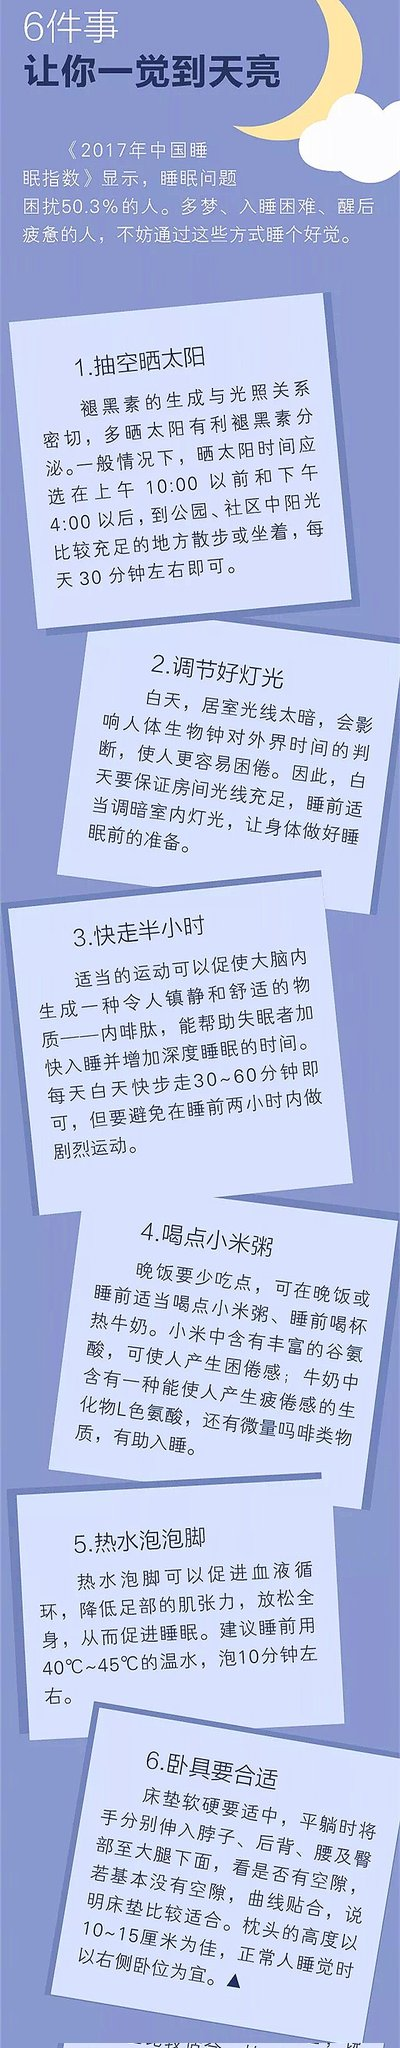 6件事
让你一觉到天亮
《2017年中国睡
眠指数》显示，睡眠问题
困扰50.3%的人。多梦、入睡困难、醒后
疲惫的人，不妨通过这些方式睡个好觉。
1.抽空晒太阳
褪黑素的生成与光照关系
密切，多晒太阳有利褪黑素分
泌。一般情况下，晒太阳时间应
选在上午 10:00 以前和下午
4:00 以后，到公园、社区中阳光
比较充足的地方散步或坐着，每
天 30 分钟左右即可。
2.调节好灯光
白天，居室光线太暗，会影
响人体生物钟对外界时间的判
断，使人更容易困倦。因此，白
天要保证房间光线充足，睡前适
当调暗室内灯光，让身体做好睡
眠前的准备。
3.快走半小时
适当的运动可以促使大脑内
生成一种令人镇静和舒适的物
质——内啡肽，能帮助失眠者加
快入睡并增加深度睡眠的时间。
每天白天快步走30~60分钟即
可，但要避免在睡前两小时内做
剧烈运动。
4.喝点小米粥
晚饭要少吃点，可在晚饭或
睡前适当喝点小米粥、睡前喝杯
热牛奶。小米中含有丰富的谷氨
酸，可使人产生困倦感；牛奶中
含有一种能使人产生疲倦感的生
化物L色氨酸，还有微量吗啡类物
质，有助入睡。
5.热水泡泡脚
热水泡脚可以促进血液循
环，降低足部的肌张力，放松全
身，从而促进睡眠。建议睡前用
40℃~45℃的温水，泡10分钟左
右。
6.卧具要合适
床垫软硬要适中，平躺时将
手分别伸入脖子、后背、腰及臀
部至大腿下面，看是否有空隙，
若基本没有空隙，曲线贴合，说
明床垫比较适合。枕头的高度以
10~15厘米为佳，正常人睡觉时
以右侧卧位为宜。▲